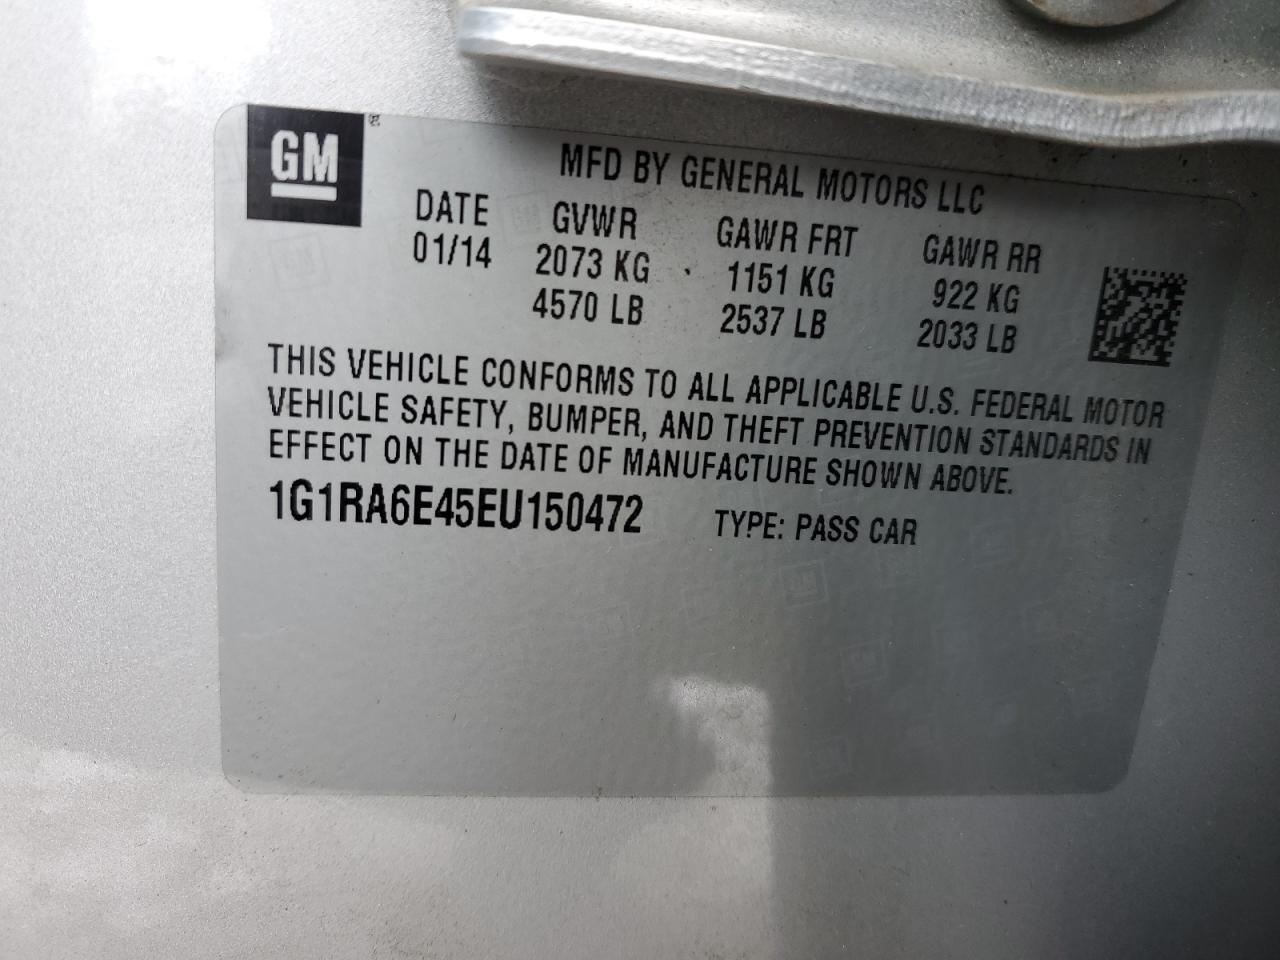 GM®
MFD BY GENERAL MOTORS LLC
DATE GVWR GAWR FRT GAWR RR
01/14 2073 KG 1151 KG 922 KG
4570 LB 2537 LB 2033 LB
THIS VEHICLE CONFORMS TO ALL APPLICABLE U.S. FEDERAL MOTOR
VEHICLE SAFETY, BUMPER, AND THEFT PREVENTION STANDARDS IN
EFFECT ON THE DATE OF MANUFACTURE SHOWN ABOVE.
1G1RA6E45EU150472 TYPE: PASS CAR